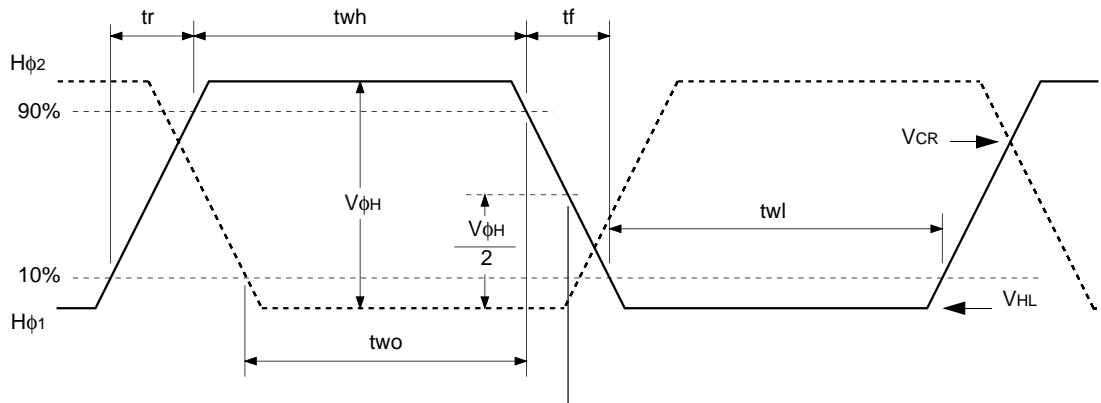 tr twh tf
Hϕ2
90%
VCR
VϕH
VϕH
2
twl
10%
VHL
Hϕ1
two